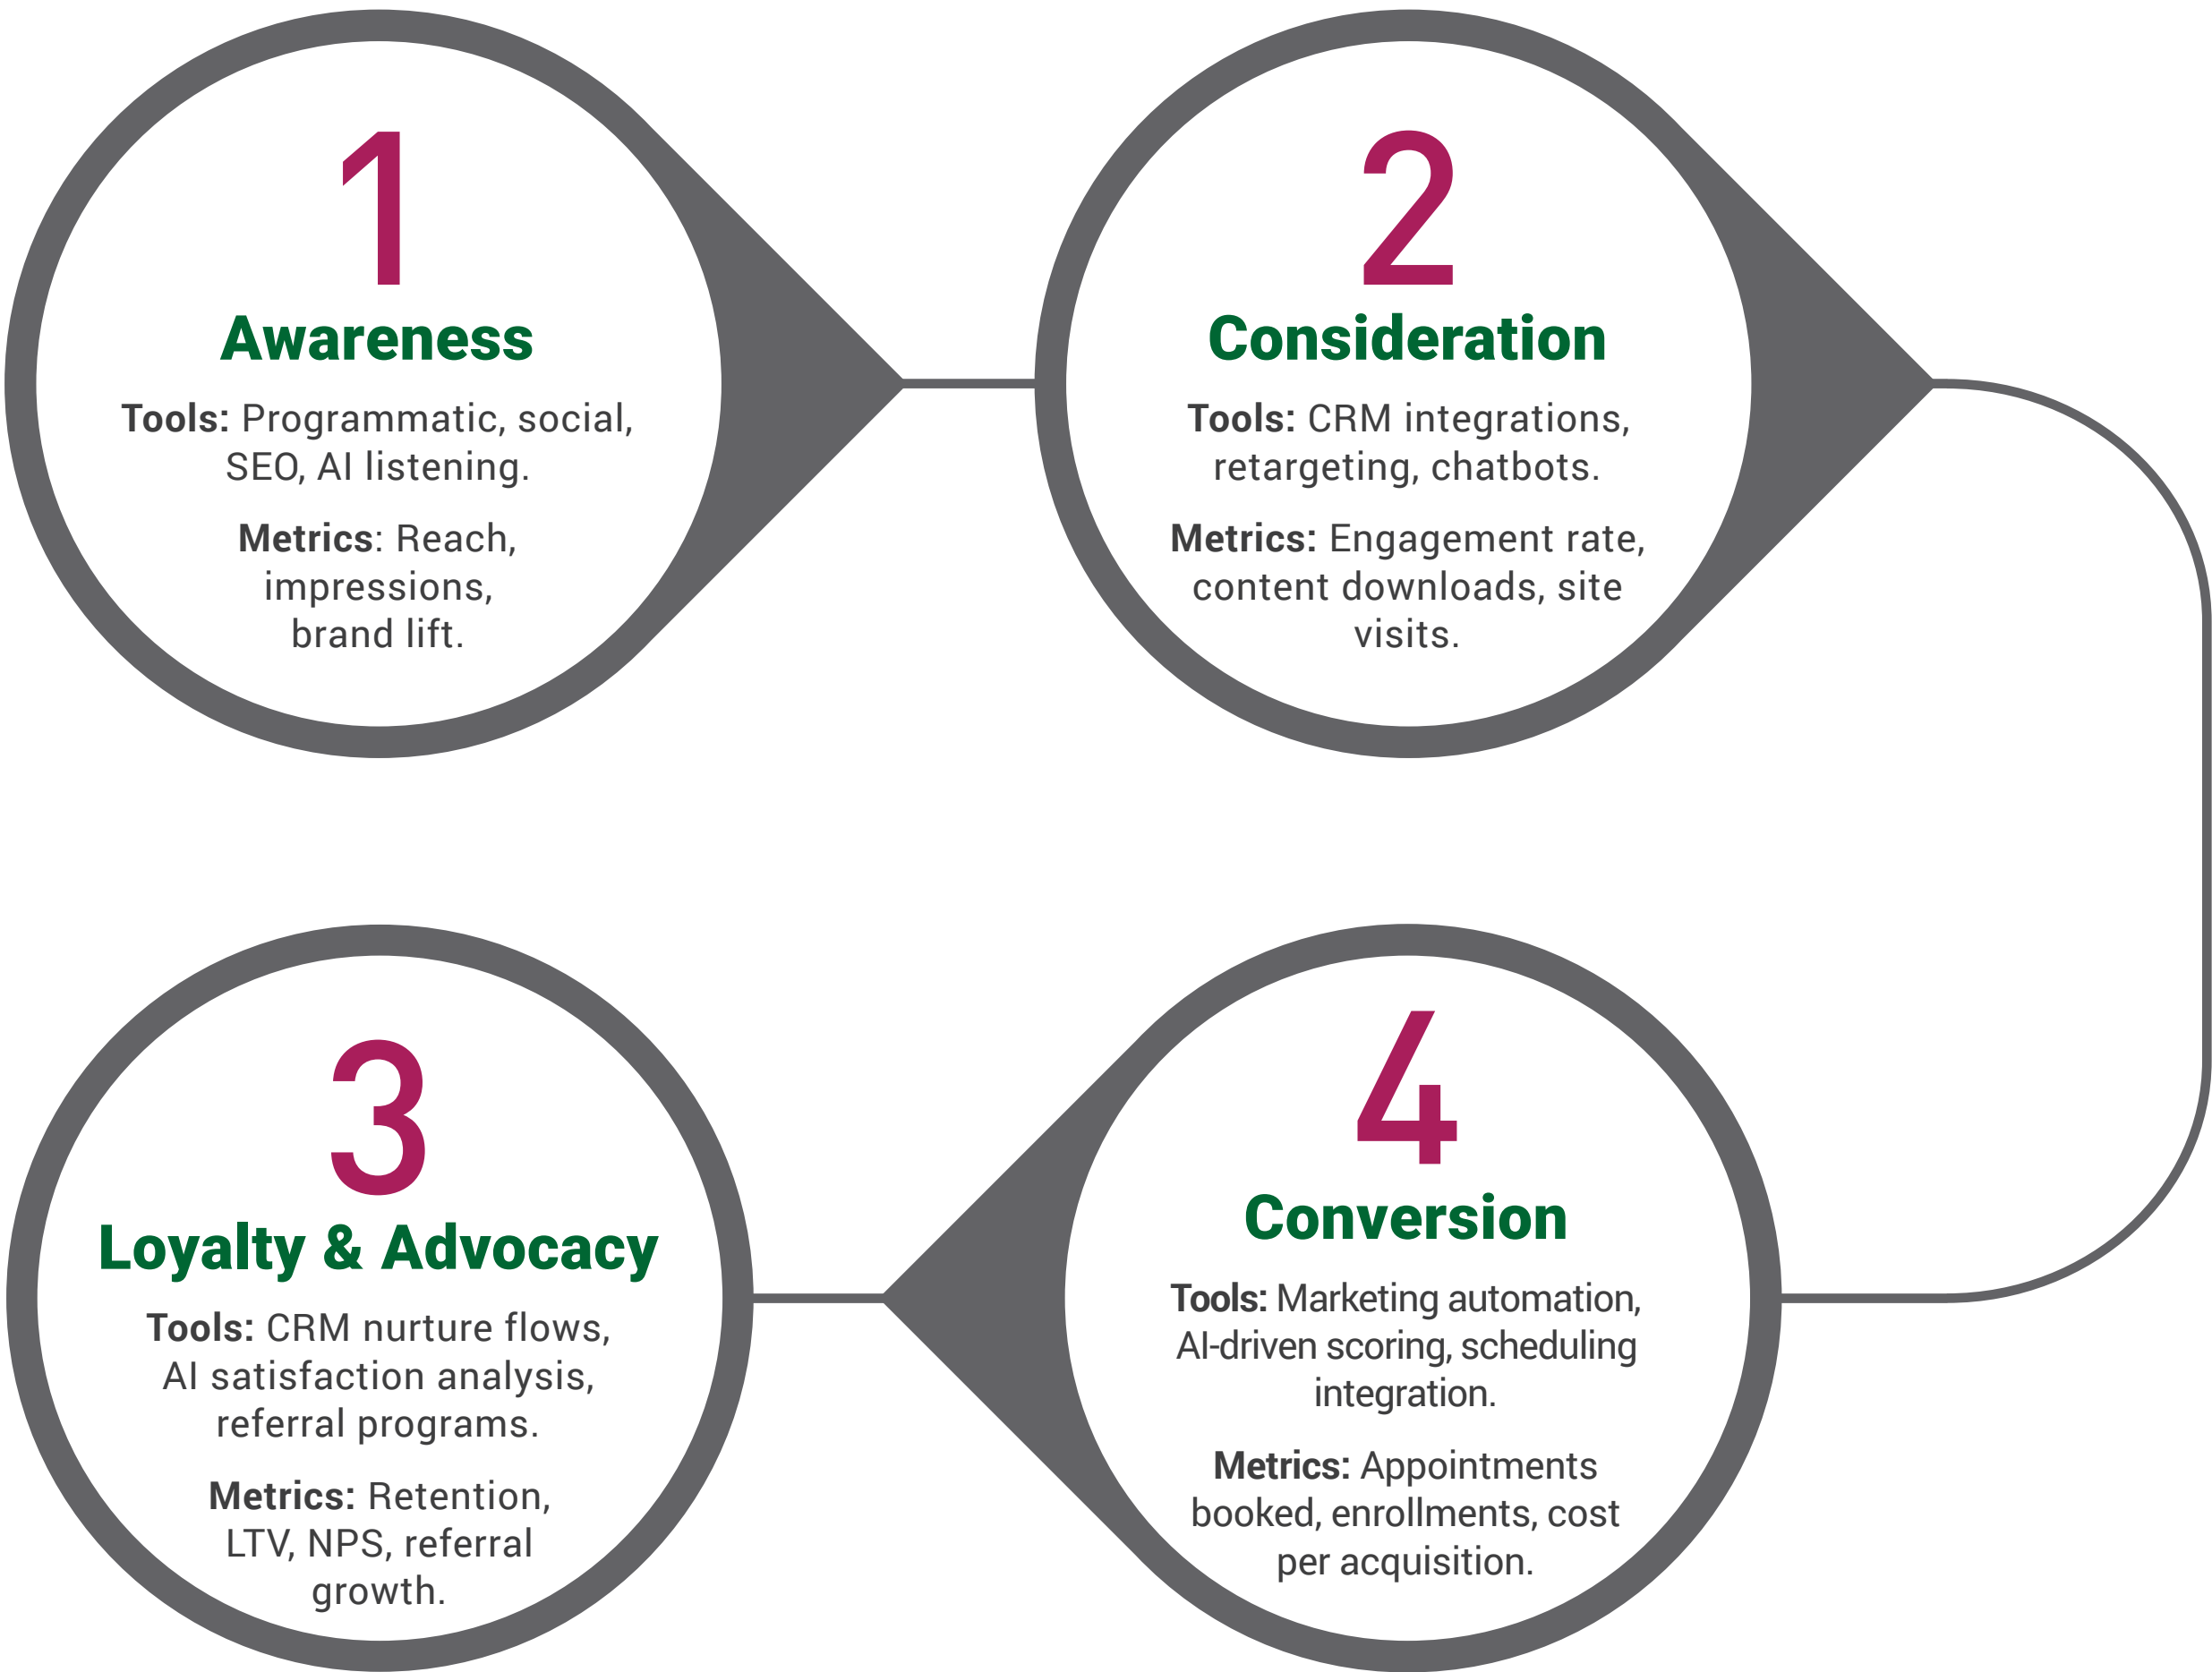 1
Awareness
Tools: Programmatic, social,
SEO, AI listening.
Metrics: Reach,
impressions,
brand lift.
2
Consideration
Tools: CRM integrations,
retargeting, chatbots.
Metrics: Engagement rate,
content downloads, site
visits.
3
Loyalty & Advocacy
Tools: CRM nurture flows,
AI satisfaction analysis,
referral programs.
Metrics: Retention,
LTV, NPS, referral
growth.
4
Conversion
Tools: Marketing automation,
AI-driven scoring, scheduling
integration.
Metrics: Appointments
booked, enrollments, cost
per acquisition.